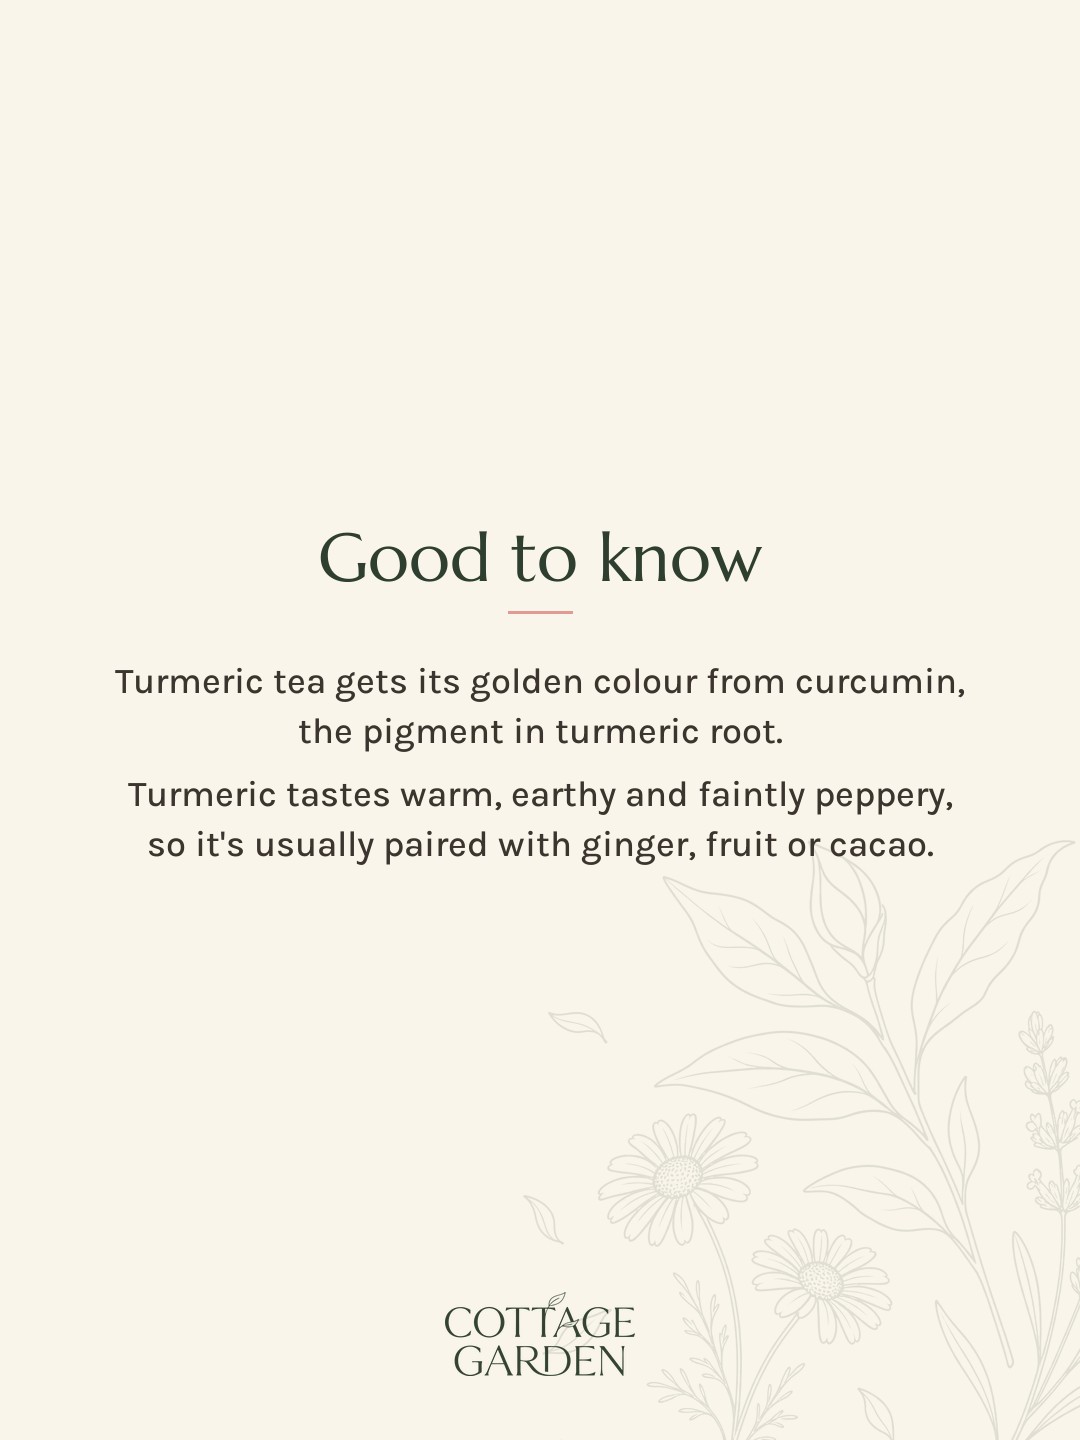 Good to know
Turmeric tea gets its golden colour from curcumin,
the pigment in turmeric root.
Turmeric tastes warm, earthy and faintly peppery,
so it's usually paired with ginger, fruit or cacao.
COTTAGE
GARDEN